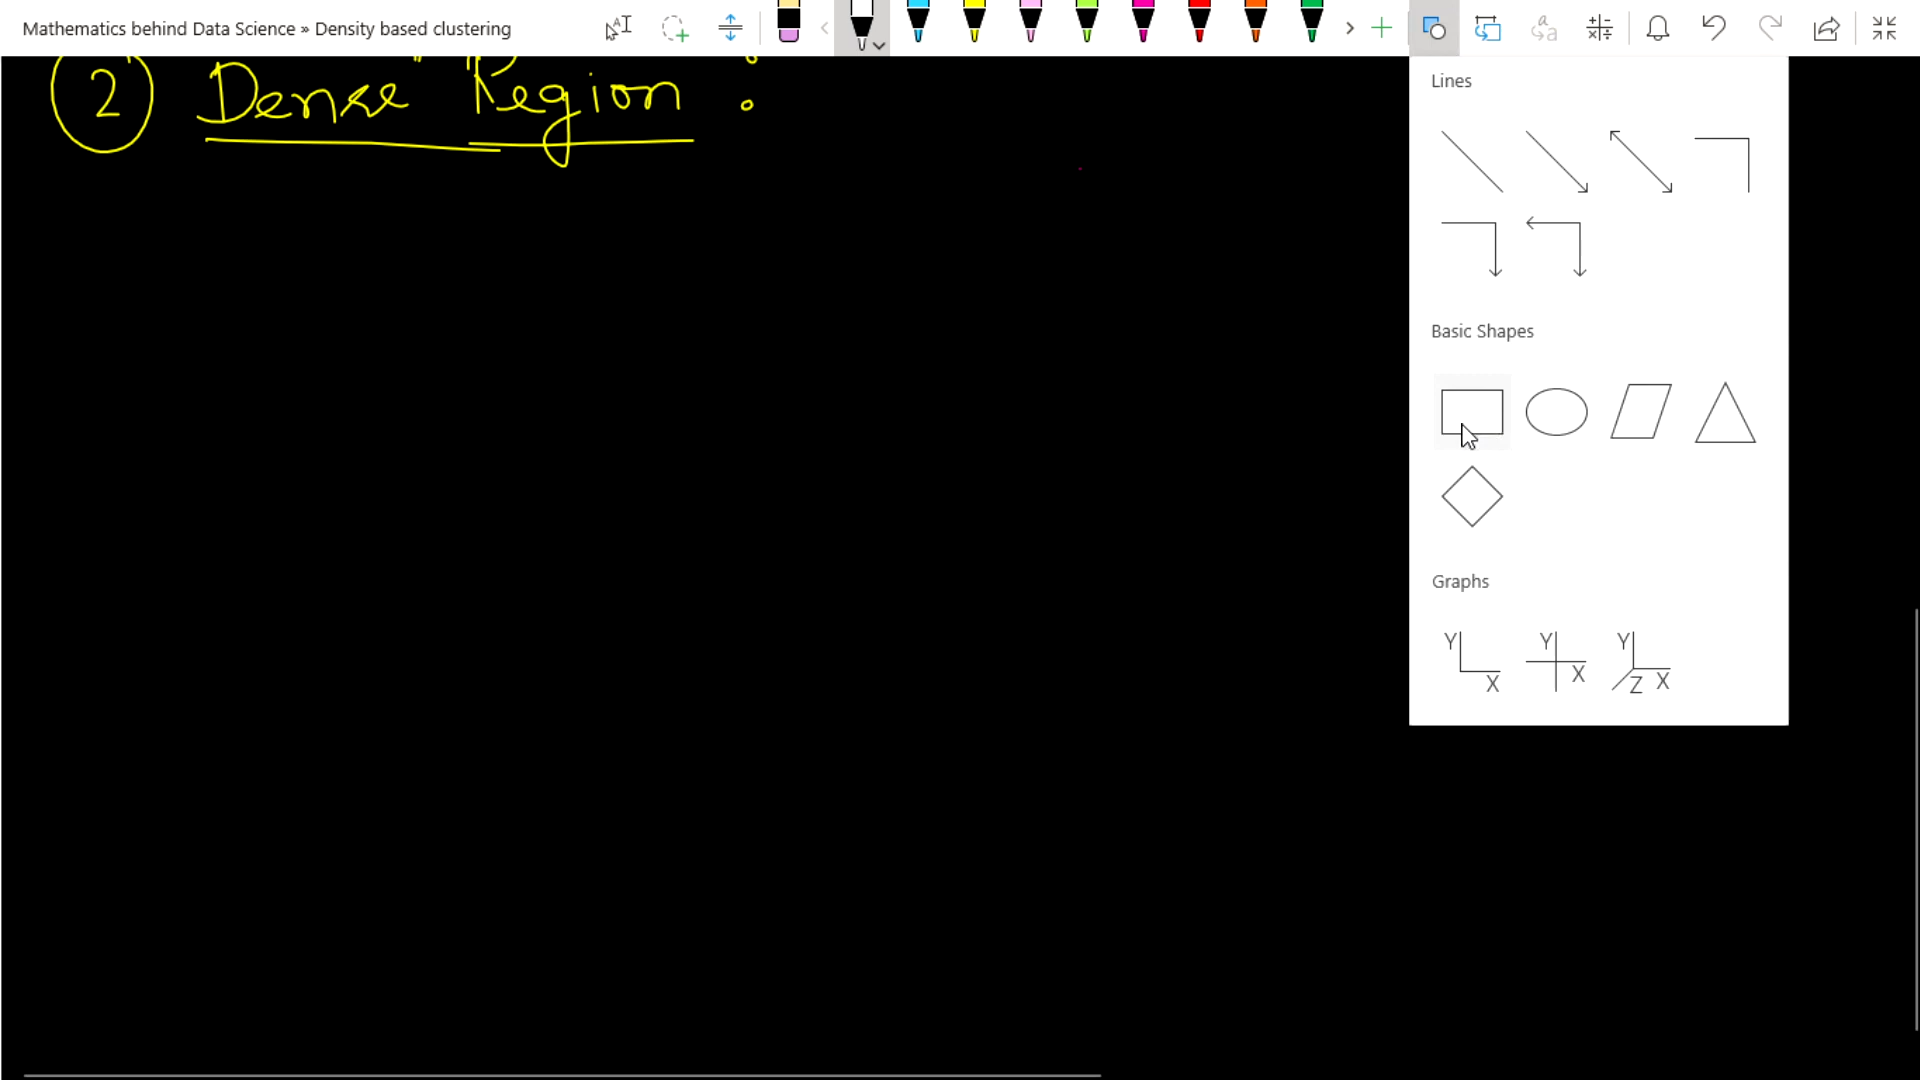 Mathematics behind Data Science » Density based clustering
2 Dense Region :
Lines
Basic Shapes
Graphs
Y X
Y X
Y Z X